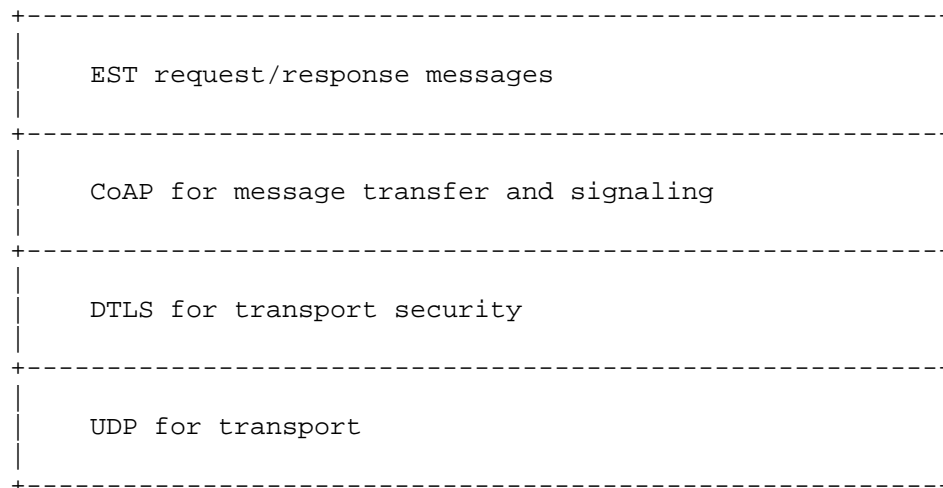 EST request/response messages
CoAP for message transfer and signaling
DTLS for transport security
UDP for transport